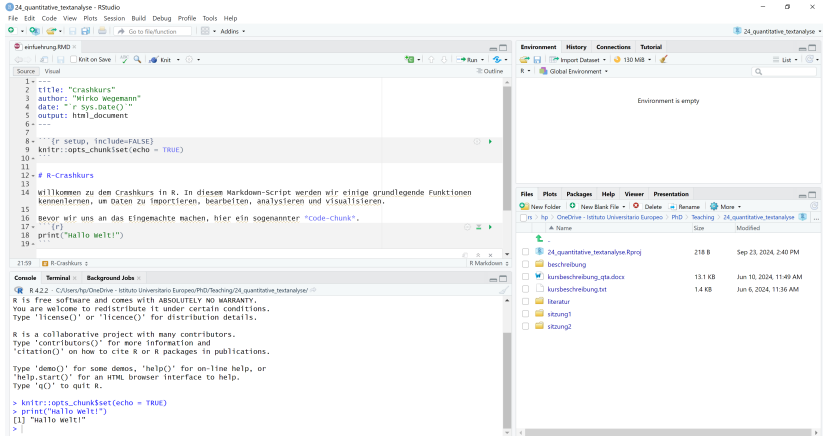 24_quantitative_textanalyse - RStudio
File Edit Code View Plots Session Build Debug Profile Tools Help
Go to file/function
Addins
24_quantitative_textanalyse
einfuehrung.RMD
Knit on Save
Knit
Run
Source Visual
Outline
1 ---
2 title: "Crashkurs"
3 author: "Mirko Wegemann"
4 date: "`r Sys.Date()`"
5 output: html_document
6 ---
7
8 ```{r setup, include=FALSE}
9 knitr::opts_chunk$set(echo = TRUE)
10 ```
11
12 # R-Crashkurs
13
14 Willkommen zu dem Crashkurs in R. In diesem Markdown-Script werden wir einige grundlegende Funktionen
kennenlernen, um Daten zu importieren, bearbeiten, analysieren und visualisieren.
15
16 Bevor wir uns an das Eingemachte machen, hier ein sogenannter "Code-Chunk".
17 ```{r}
18 print("Hallo Welt!")
19 ```
21:59 R-Crashkurs
R Markdown
Console Terminal Background Jobs
R 4.2.2 · C:/Users/hp/OneDrive - Istituto Universitario Europeo/PhD/Teaching/24_quantitative_textanalyse/
R is free software and comes with ABSOLUTELY NO WARRANTY.
You are welcome to redistribute it under certain conditions.
Type 'license()' or 'licence()' for distribution details.
R is a collaborative project with many contributors.
Type 'contributors()' for more information and
'citation()' on how to cite R or R packages in publications.
Type 'demo()' for some demos, 'help()' for on-line help, or
'help.start()' for an HTML browser interface to help.
Type 'q()' to quit R.
> knitr::opts_chunk$set(echo = TRUE)
> print("Hallo Welt!")
[1] "Hallo Welt!"
>
Environment History Connections Tutorial
Import Dataset 130 MiB
List
R Global Environment
Environment is empty
Files Plots Packages Help Viewer Presentation
New Folder New Blank File Delete Rename More
rs hp OneDrive - Istituto Universitario Europeo PhD Teaching 24_quantitative_textanalyse ...
Name Size Modified
..
24_quantitative_textanalyse.Rproj 218 B Sep 23, 2024, 2:40 PM
beschreibung
kursbeschreibung_qta.docx 13.1 KB Jun 10, 2024, 11:49 AM
kursbeschreibung.txt 1.4 KB Jun 6, 2024, 11:36 AM
literatur
sitzung1
sitzung2